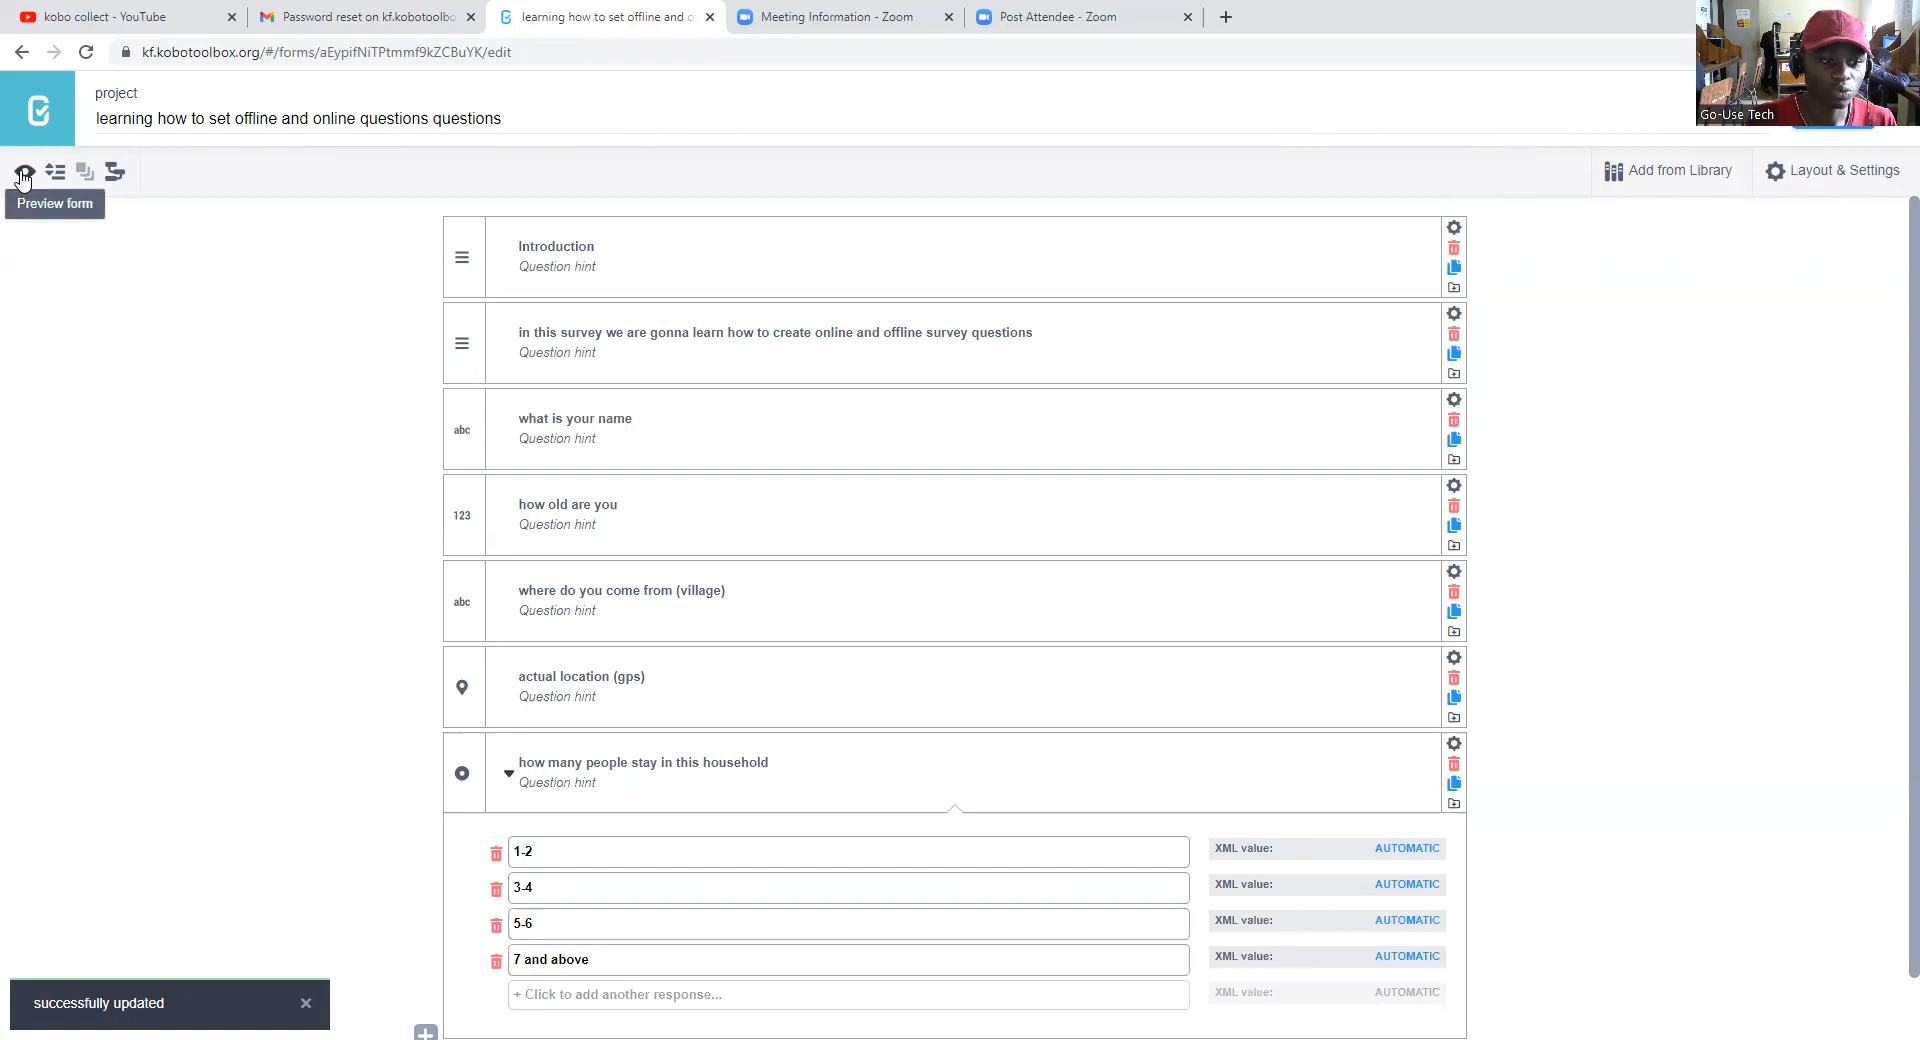 kobo collect - YouTube
Password reset on kf.kobotoolbo
learning how to set offline and o
Meeting Information - Zoom
Post Attendee - Zoom
kf.kobotoolbox.org/#/forms/aEypifNiTPtmmf9kZCBuYK/edit
Go-Use Tech
project
learning how to set offline and online questions questions
Add from Library
Layout & Settings
Preview form
Introduction
Question hint
in this survey we are gonna learn how to create online and offline survey questions
Question hint
abc
what is your name
Question hint
123
how old are you
Question hint
abc
where do you come from (village)
Question hint
actual location (gps)
Question hint
how many people stay in this household
Question hint
1-2
XML value: AUTOMATIC
3-4
XML value: AUTOMATIC
5-6
XML value: AUTOMATIC
7 and above
XML value: AUTOMATIC
+ Click to add another response...
XML value: AUTOMATIC
successfully updated